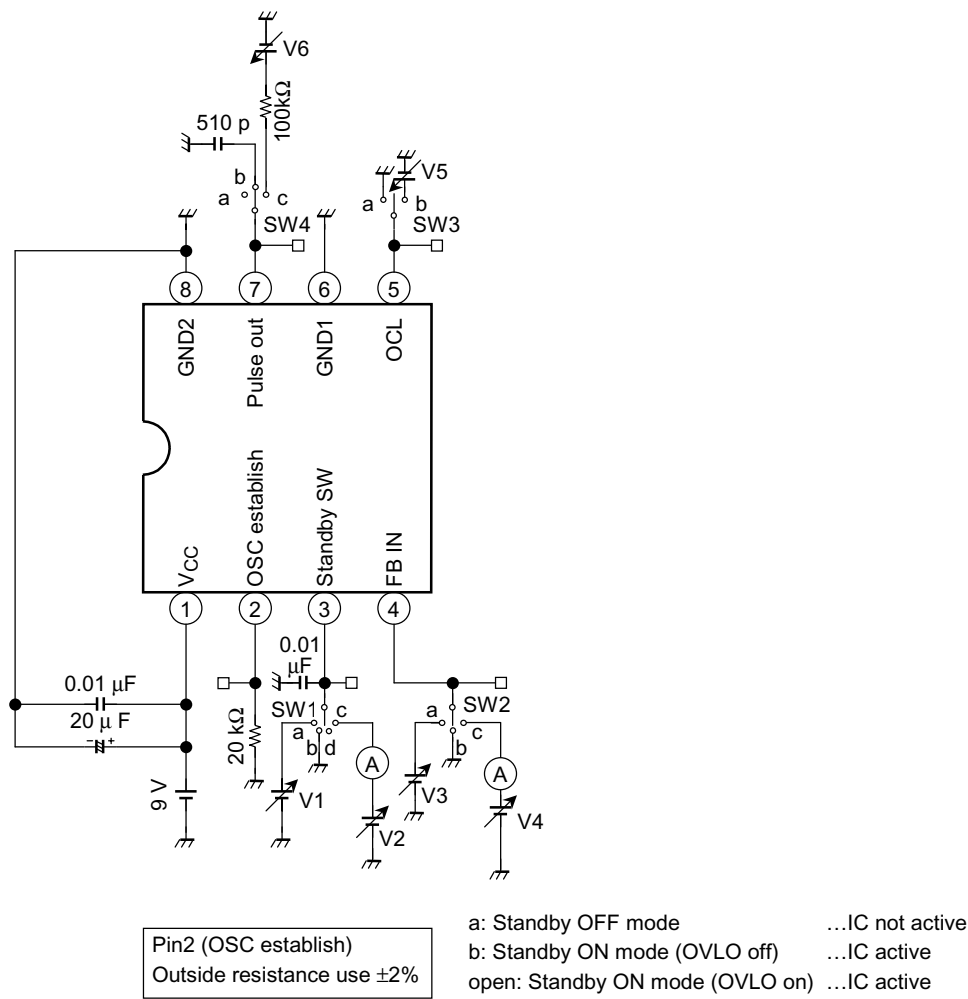 V6
100kΩ
510 p
b
a
c
SW4
V5
a
b
SW3
8
7
6
5
GND2
Pulse out
GND1
OCL
VCC
OSC establish
Standby SW
FB IN
1
2
3
4
0.01 μF
20 μ F
- +
9 V
20 kΩ
0.01
μF
SW1
a
b
d
c
V1
A
V2
SW2
a
b
c
V3
A
V4
Pin2 (OSC establish)
Outside resistance use ±2%
a: Standby OFF mode …IC not active
b: Standby ON mode (OVLO off) …IC active
open: Standby ON mode (OVLO on) …IC active